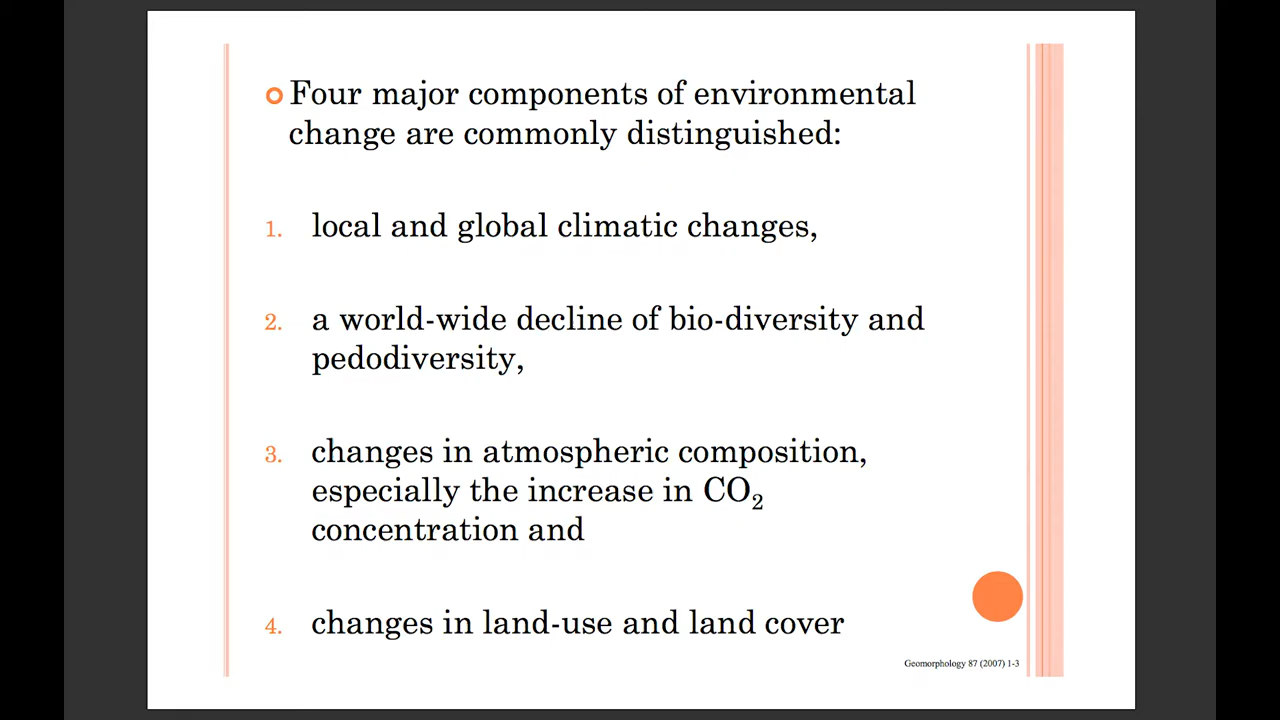 Four major components of environmental
change are commonly distinguished:
1. local and global climatic changes,
2. a world-wide decline of bio-diversity and
pedodiversity,
3. changes in atmospheric composition,
especially the increase in CO₂
concentration and
4. changes in land-use and land cover
Geomorphology 87 (2007) 1-3